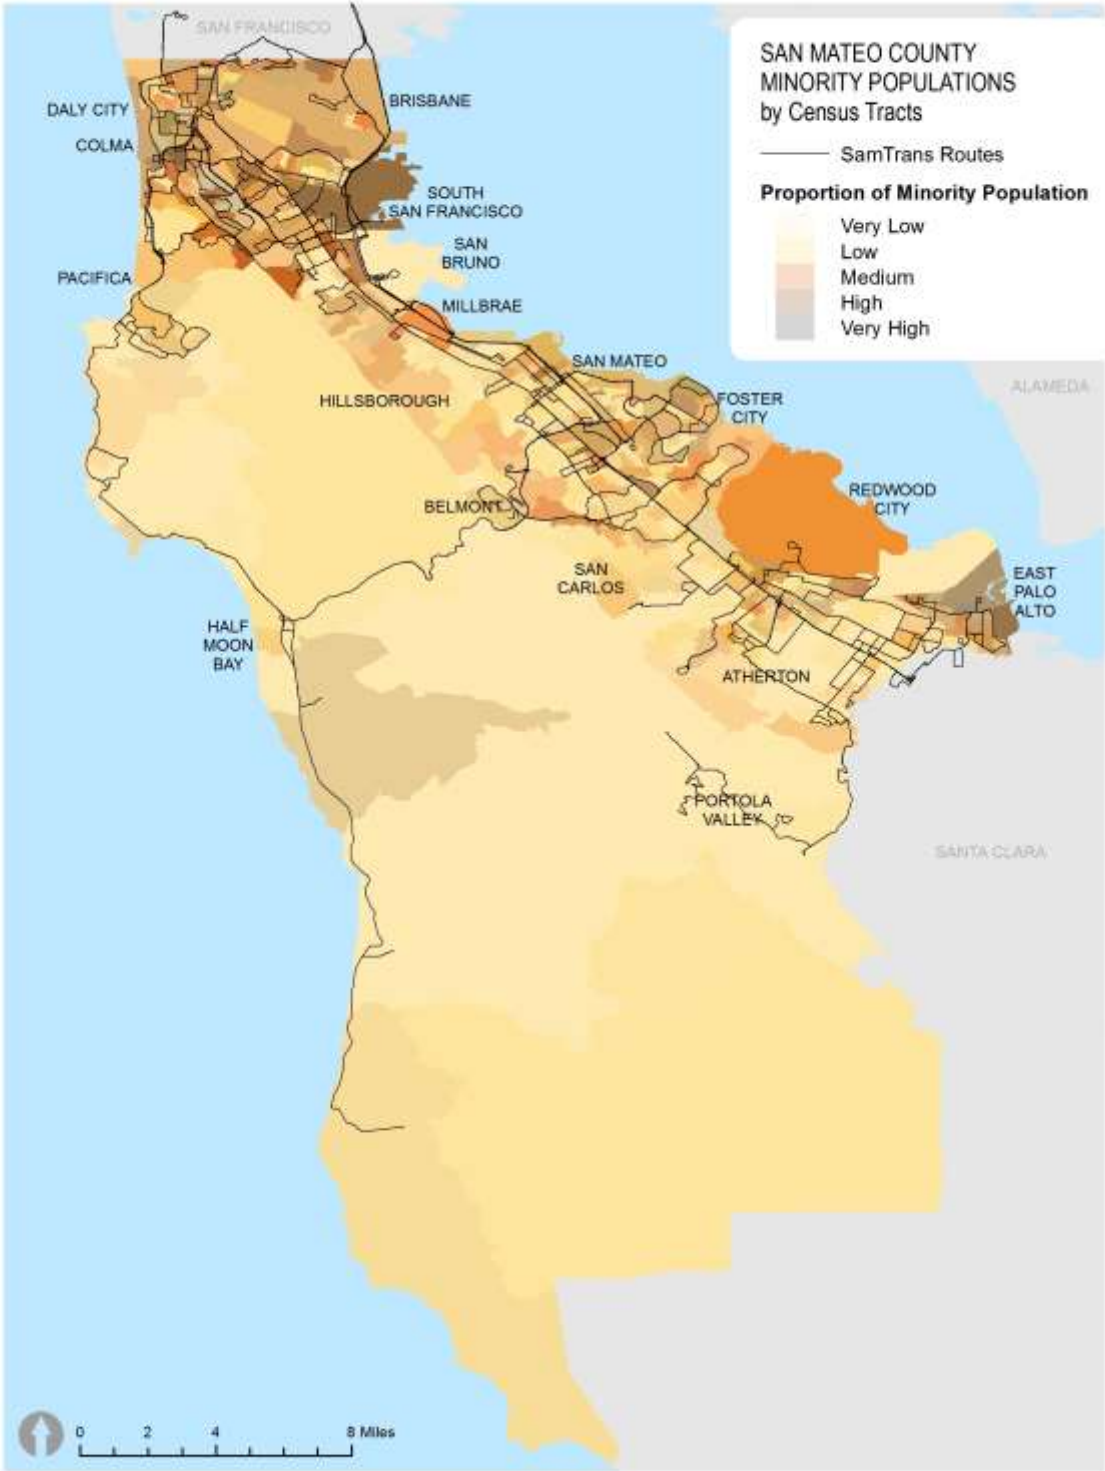 SAN FRANCISCO
SAN MATEO COUNTY
MINORITY POPULATIONS
by Census Tracts
SamTrans Routes
Proportion of Minority Population
Very Low
Low
Medium
High
Very High
DALY CITY
BRISBANE
COLMA
SOUTH
SAN FRANCISCO
SAN
BRUNO
PACIFICA
MILLBRAE
SAN MATEO
ALAMEDA
HILLSBOROUGH
FOSTER
CITY
BELMONT
REDWOOD
CITY
SAN
CARLOS
EAST
PALO
ALTO
HALF
MOON
BAY
ATHERTON
PORTOLA
VALLEY
SANTA CLARA
0 2 4 8 Miles